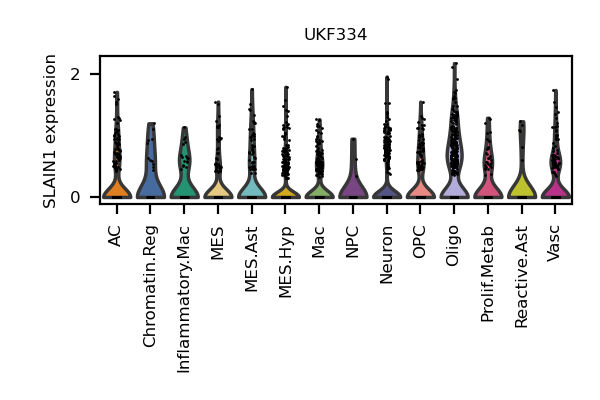 UKF334
SLAIN1 expression
2
0
AC
Chromatin.Reg
Inflammatory.Mac
MES
MES.Ast
MES.Hyp
Mac
NPC
Neuron
OPC
Oligo
Prolif.Metab
Reactive.Ast
Vasc